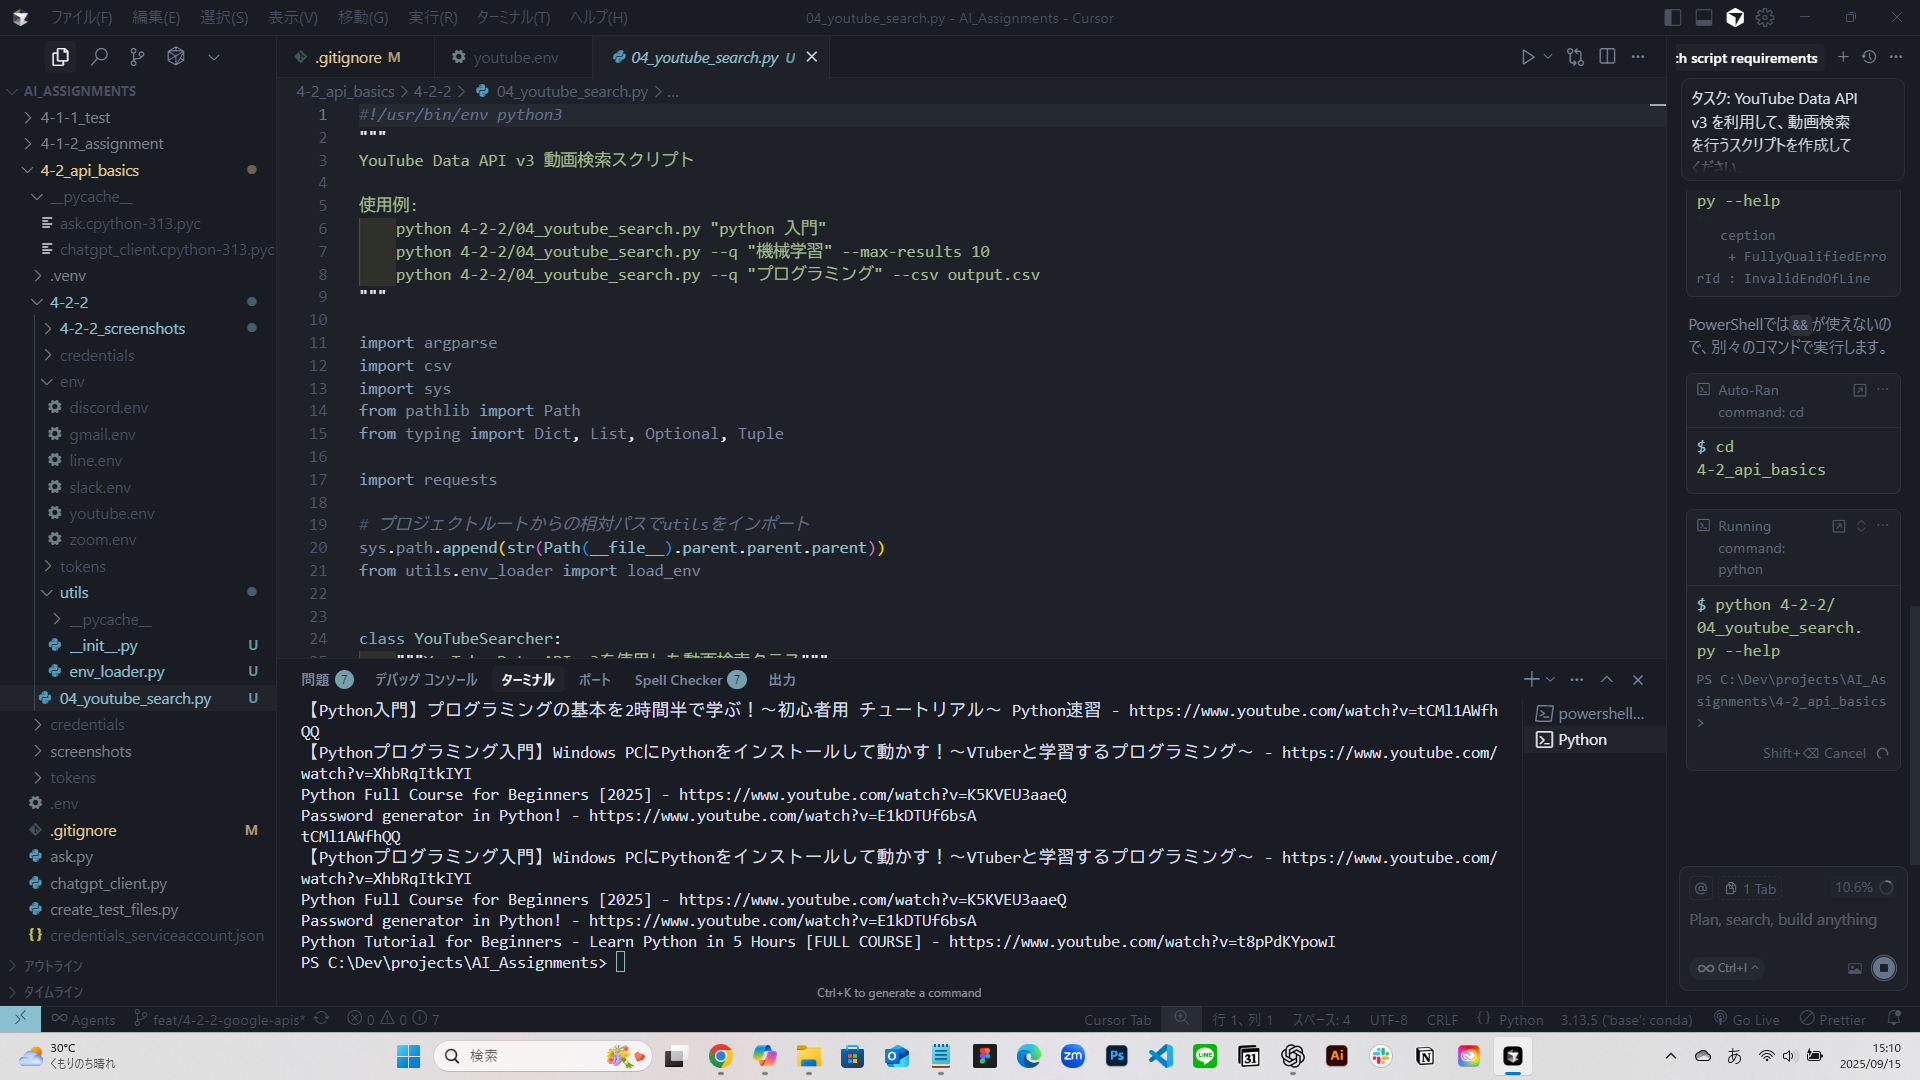 ファイル(F) 編集(E) 選択(S) 表示(V) 移動(G) 実行(R) ターミナル(T) ヘルプ(H) 04_youtube_search.py - AI_Assignments - Cursor
AI_ASSIGNMENTS
4-1-1_test
4-1-2_assignment
4-2_api_basics
__pycache__
ask.cpython-313.pyc
chatgpt_client.cpython-313.pyc
.venv
4-2-2
4-2-2_screenshots
credentials
env
discord.env
gmail.env
line.env
slack.env
youtube.env
zoom.env
tokens
utils
__pycache__
__init__.py U
env_loader.py U
04_youtube_search.py U
credentials
screenshots
tokens
.env
.gitignore M
ask.py
chatgpt_client.py
create_test_files.py
credentials_serviceaccount.json
アウトライン
タイムライン
.gitignore M youtube.env 04_youtube_search.py U
4-2_api_basics > 4-2-2 > 04_youtube_search.py > ...
1 #!/usr/bin/env python3
2 """
3 YouTube Data API v3 動画検索スクリプト
4
5 使用例:
6 python 4-2-2/04_youtube_search.py "python 入門"
7 python 4-2-2/04_youtube_search.py --q "機械学習" --max-results 10
8 python 4-2-2/04_youtube_search.py --q "プログラミング" --csv output.csv
9 """
10
11 import argparse
12 import csv
13 import sys
14 from pathlib import Path
15 from typing import Dict, List, Optional, Tuple
16
17 import requests
18
19 # プロジェクトルートからの相対パスでutilsをインポート
20 sys.path.append(str(Path(__file__).parent.parent.parent))
21 from utils.env_loader import load_env
22
23
24 class YouTubeSearcher:
問題 7 デバッグ コンソール ターミナル ポート Spell Checker 7 出力
【Python入門】プログラミングの基本を2時間半で学ぶ！～初心者用 チュートリアル～ Python速習 - https://www.youtube.com/watch?v=tCMl1AWfh
QQ
【Pythonプログラミング入門】Windows PCにPythonをインストールして動かす！～VTuberと学習するプログラミング～ - https://www.youtube.com/
watch?v=XhbRqItkIYI
Python Full Course for Beginners [2025] - https://www.youtube.com/watch?v=K5KVEU3aaeQ
Password generator in Python! - https://www.youtube.com/watch?v=E1kDTUf6bsA
tCMl1AWfhQQ
【Pythonプログラミング入門】Windows PCにPythonをインストールして動かす！～VTuberと学習するプログラミング～ - https://www.youtube.com/
watch?v=XhbRqItkIYI
Python Full Course for Beginners [2025] - https://www.youtube.com/watch?v=K5KVEU3aaeQ
Password generator in Python! - https://www.youtube.com/watch?v=E1kDTUf6bsA
Python Tutorial for Beginners - Learn Python in 5 Hours [FULL COURSE] - https://www.youtube.com/watch?v=t8pPdKYpowI
PS C:\Dev\projects\AI_Assignments>
Ctrl+K to generate a command
powershell...
Python
ch script requirements
タスク: YouTube Data API
v3 を利用して、動画検索
を行うスクリプトを作成して
ください。
py --help
ception
+ FullyQualifiedErro
rId : InvalidEndOfLine
PowerShellでは && が使えないの
で、別々のコマンドで実行します。
Auto-Ran
command: cd
$ cd
4-2_api_basics
Running
command:
python
$ python 4-2-2/
04_youtube_search.
py --help
PS C:\Dev\projects\AI_As
signments\4-2_api_basics
>
Shift+⌫ Cancel
@ 1 Tab 10.6%
Plan, search, build anything
∞ Ctrl+I
Agents feat/4-2-2-google-apis* 0 0 7 Cursor Tab 行 1、列 1 スペース: 4 UTF-8 CRLF { } Python 3.13.5 ('base': conda) Go Live Prettier
30°C
くもりのち晴れ
検索
zm Ps LINE 31 Ai
あ
15:10
2025/09/15